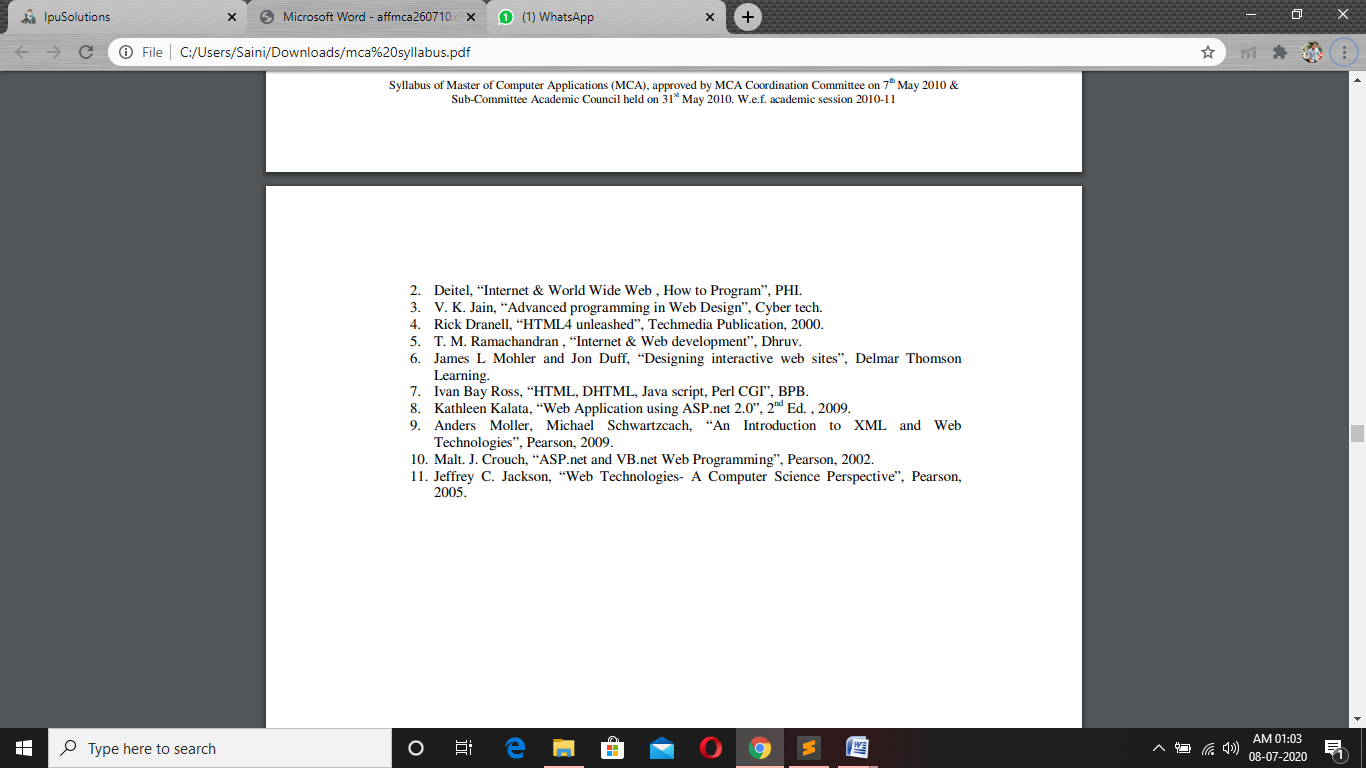 IpuSolutions
Microsoft Word - affmca260710.
(1) WhatsApp
File
C:/Users/Saini/Downloads/mca%20syllabus.pdf
Syllabus of Master of Computer Applications (MCA), approved by MCA Coordination Committee on 7th May 2010 &
Sub-Committee Academic Council held on 31st May 2010. W.e.f. academic session 2010-11
2. Deitel, “Internet & World Wide Web , How to Program”, PHI.
3. V. K. Jain, “Advanced programming in Web Design”, Cyber tech.
4. Rick Dranell, “HTML4 unleashed”, Techmedia Publication, 2000.
5. T. M. Ramachandran , “Internet & Web development”, Dhruv.
6. James L Mohler and Jon Duff, “Designing interactive web sites”, Delmar Thomson
Learning.
7. Ivan Bay Ross, “HTML, DHTML, Java script, Perl CGI”, BPB.
8. Kathleen Kalata, “Web Application using ASP.net 2.0”, 2nd Ed. , 2009.
9. Anders Moller, Michael Schwartzcach, “An Introduction to XML and Web
Technologies”, Pearson, 2009.
10. Malt. J. Crouch, “ASP.net and VB.net Web Programming”, Pearson, 2002.
11. Jeffrey C. Jackson, “Web Technologies- A Computer Science Perspective”, Pearson,
2005.
Type here to search
AM 01:03
08-07-2020
1